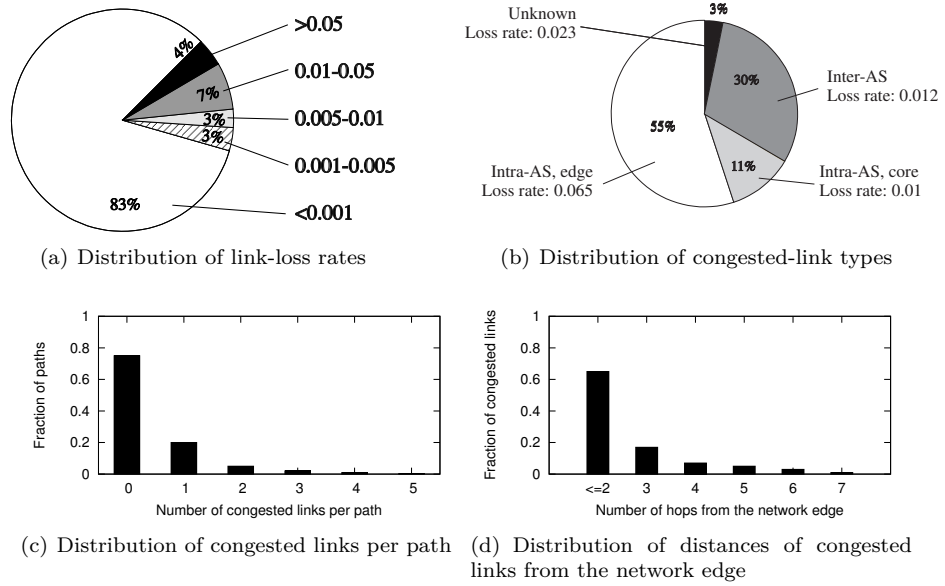 4%
>0.05
7%
0.01-0.05
3%
0.005-0.01
3%
0.001-0.005
83%
<0.001
(a) Distribution of link-loss rates
Unknown
Loss rate: 0.023
3%
30%
Inter-AS
Loss rate: 0.012
55%
11%
Intra-AS, edge
Loss rate: 0.065
Intra-AS, core
Loss rate: 0.01
(b) Distribution of congested-link types
Fraction of paths
1
0.8
0.6
0.4
0.2
0
0 1 2 3 4 5
Number of congested links per path
(c) Distribution of congested links per path
Fraction of congested links
1
0.8
0.6
0.4
0.2
0
<=2 3 4 5 6 7
Number of hops from the network edge
(d) Distribution of distances of congested
links from the network edge